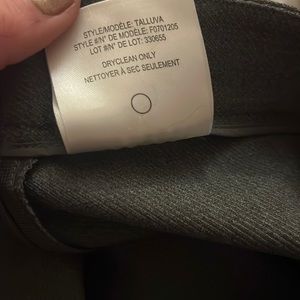 STYLE/MODÈLE: TALLUVA
STYLE #/N° DE MODÈLE: F0701205
LOT #/N° DE LOT: 330655
DRYCLEAN ONLY
NETTOYER À SEC SEULEMENT